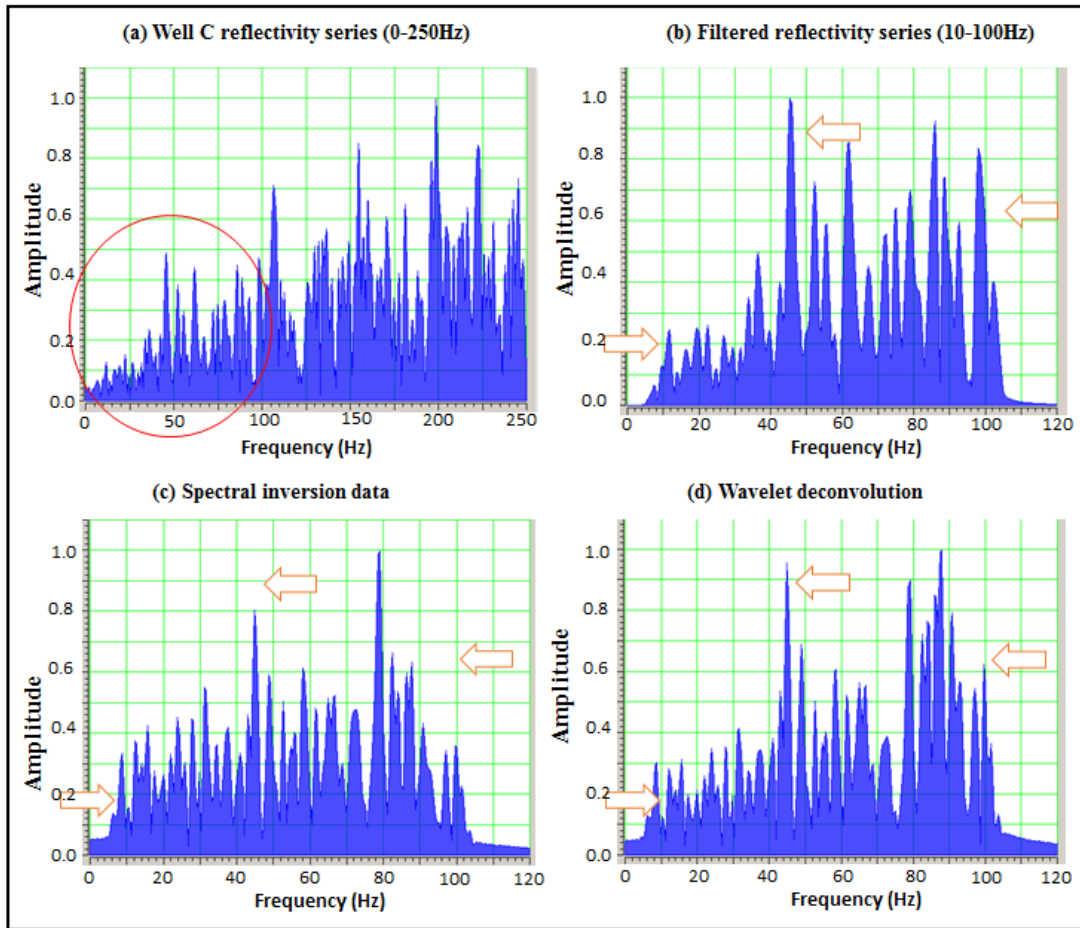 (a) Well C reflectivity series (0-250Hz)
1.0
0.8
0.6
0.4
0.2
0.0
Amplitude
0 50 100 150 200 250
Frequency (Hz)
(b) Filtered reflectivity series (10-100Hz)
1.0
0.8
0.6
0.4
0.2
0.0
Amplitude
0 20 40 60 80 100 120
Frequency (Hz)
(c) Spectral inversion data
1.0
0.8
0.6
0.4
0.2
0.0
Amplitude
0 20 40 60 80 100 120
Frequency (Hz)
(d) Wavelet deconvolution
1.0
0.8
0.6
0.4
0.2
0.0
Amplitude
0 20 40 60 80 100 120
Frequency (Hz)